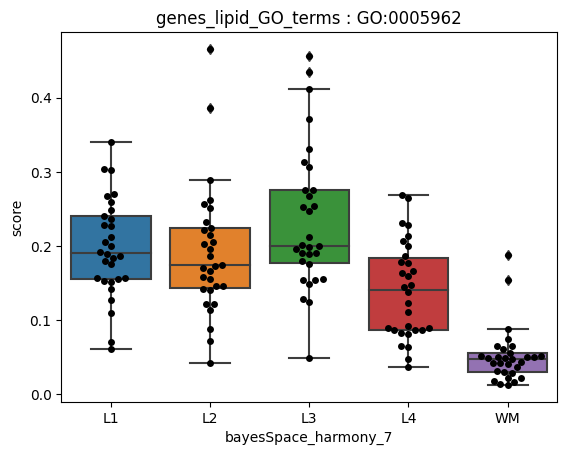 genes_lipid_GO_terms : GO:0005962
score
0.4
0.3
0.2
0.1
0.0
L1 L2 L3 L4 WM
bayesSpace_harmony_7